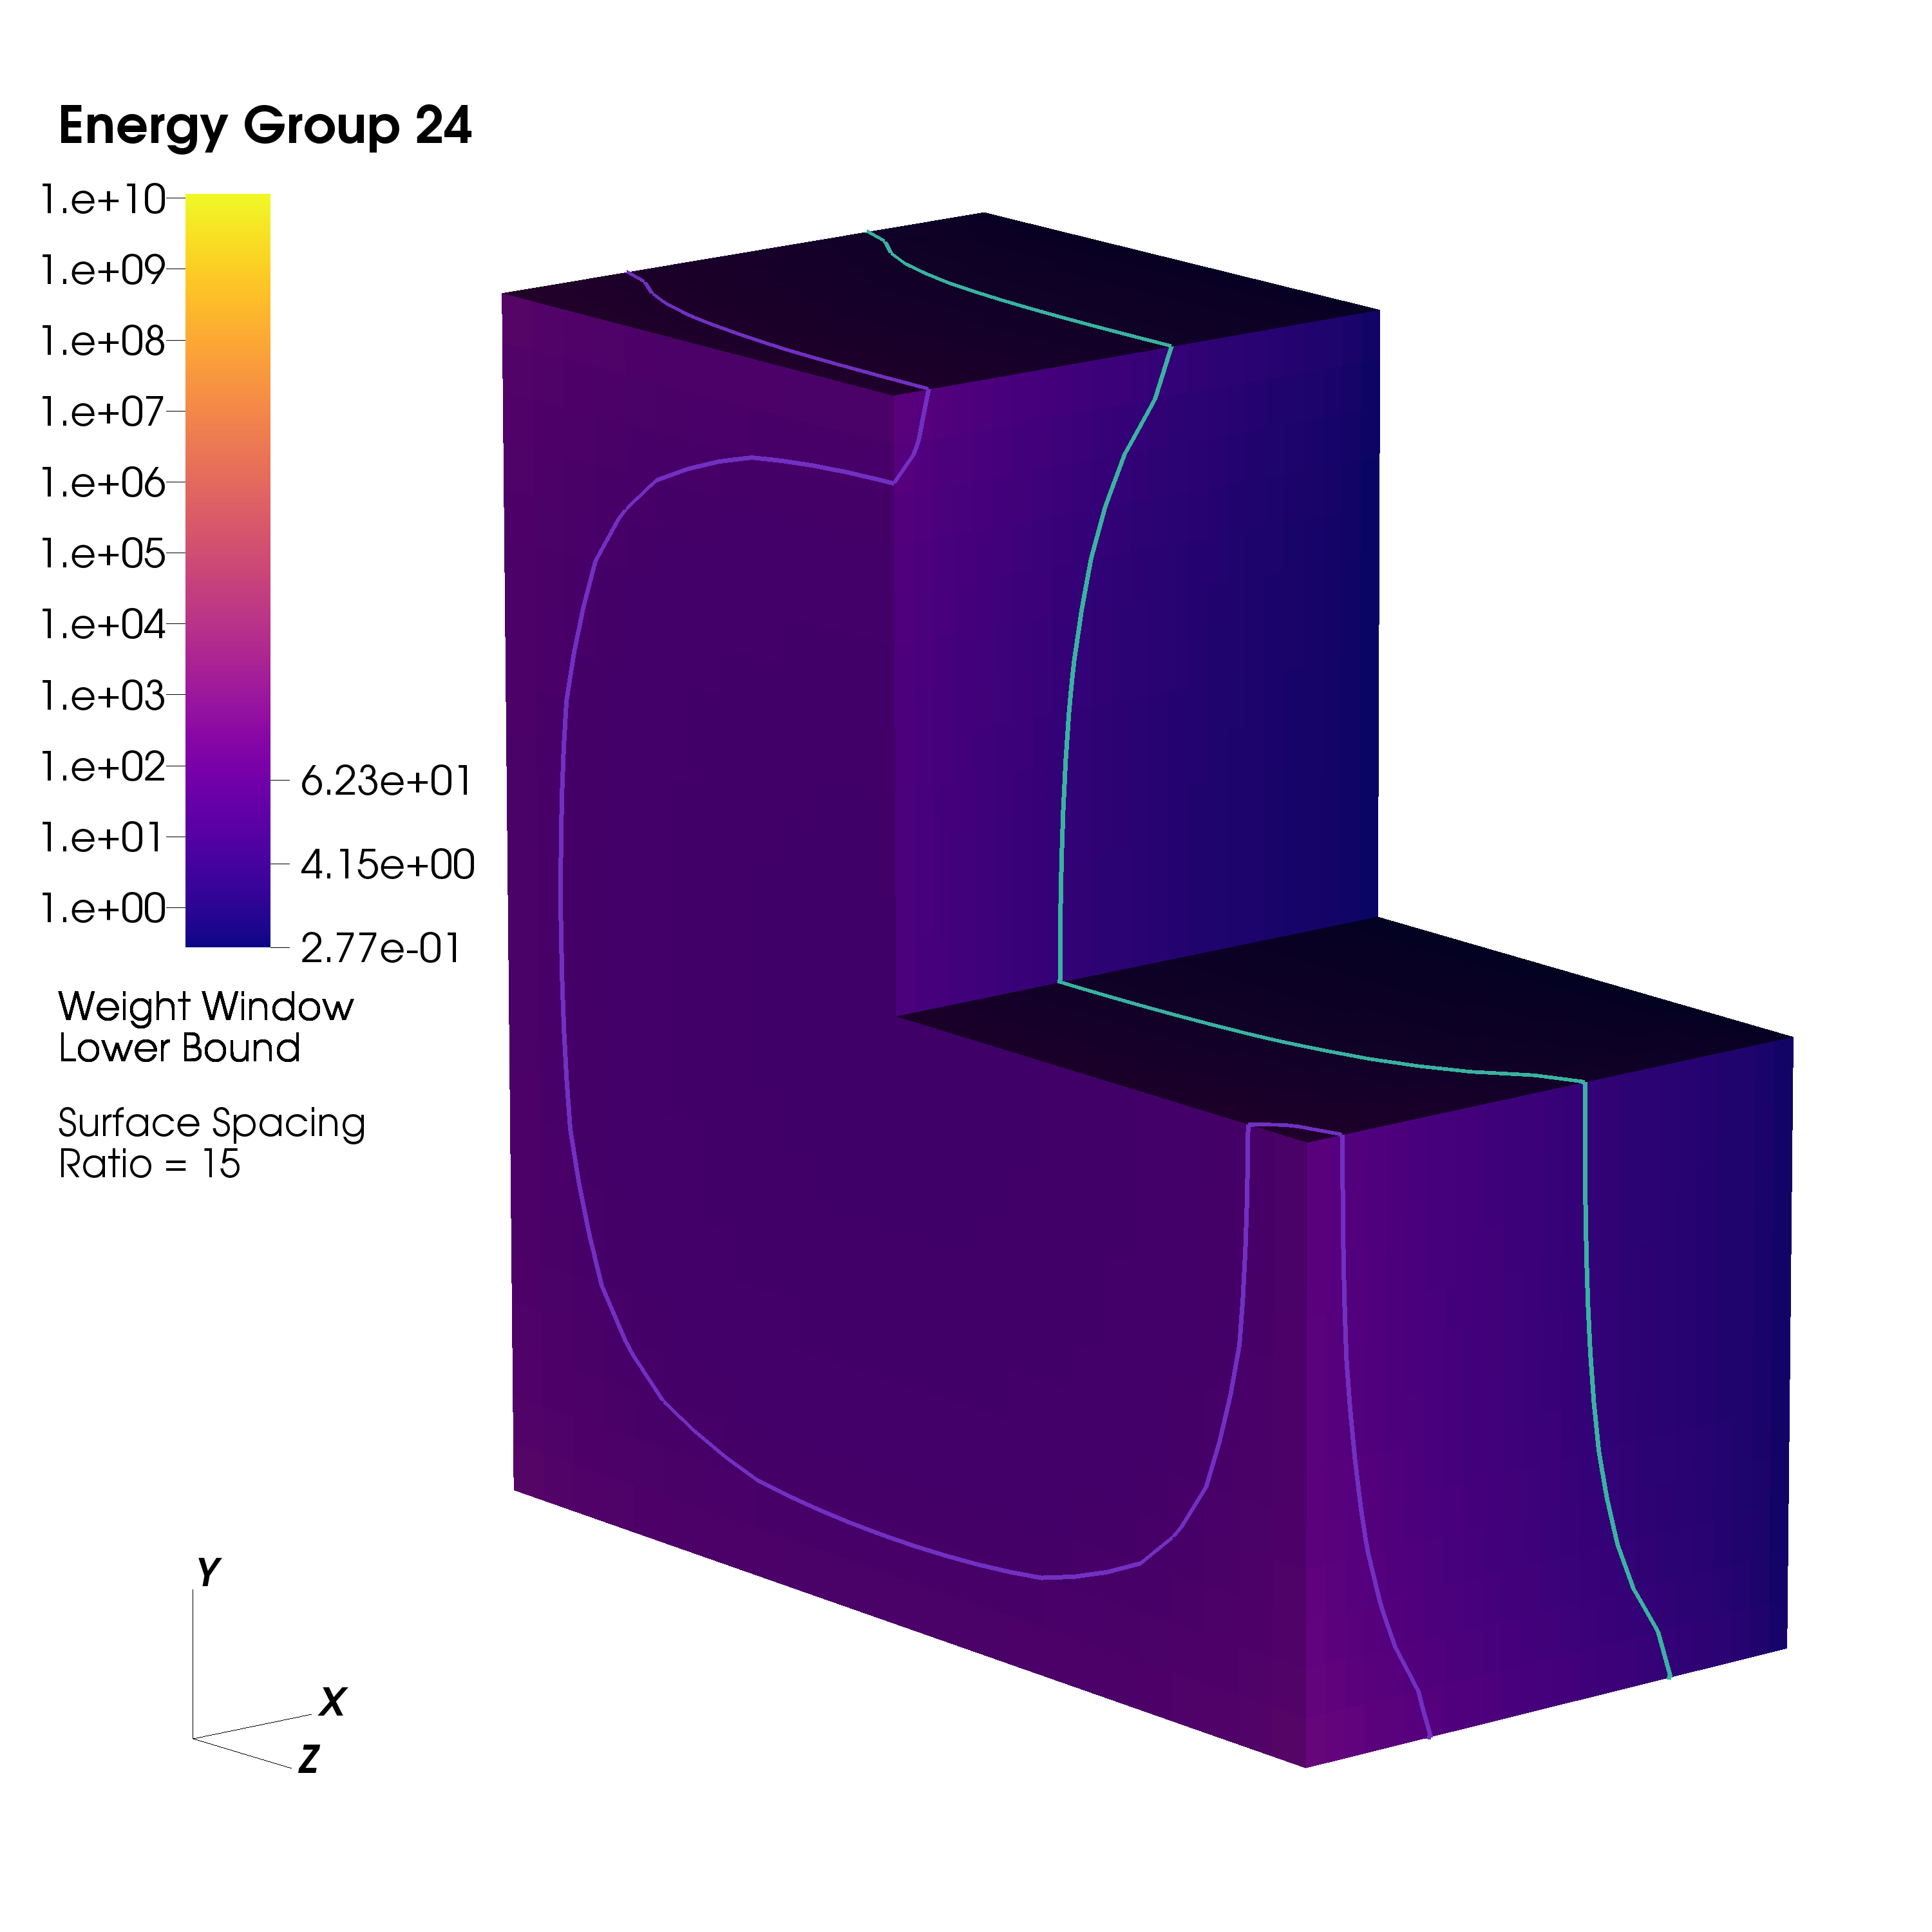 Energy Group 24
1.e+10
1.e+09
1.e+08
1.e+07
1.e+06
1.e+05
1.e+04
1.e+03
1.e+02
6.23e+01
1.e+01
4.15e+00
1.e+00
2.77e-01
Weight Window
Lower Bound
Surface Spacing
Ratio = 15
Y
X
Z